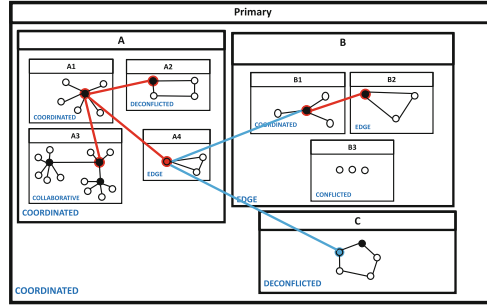 Primary
A
A1
COORDINATED
A2
DECONFLICTED
A3
COLLABORATIVE
A4
EDGE
COORDINATED
B
B1
COORDINATED
B2
EDGE
B3
CONFLICTED
EDGE
C
DECONFLICTED
COORDINATED